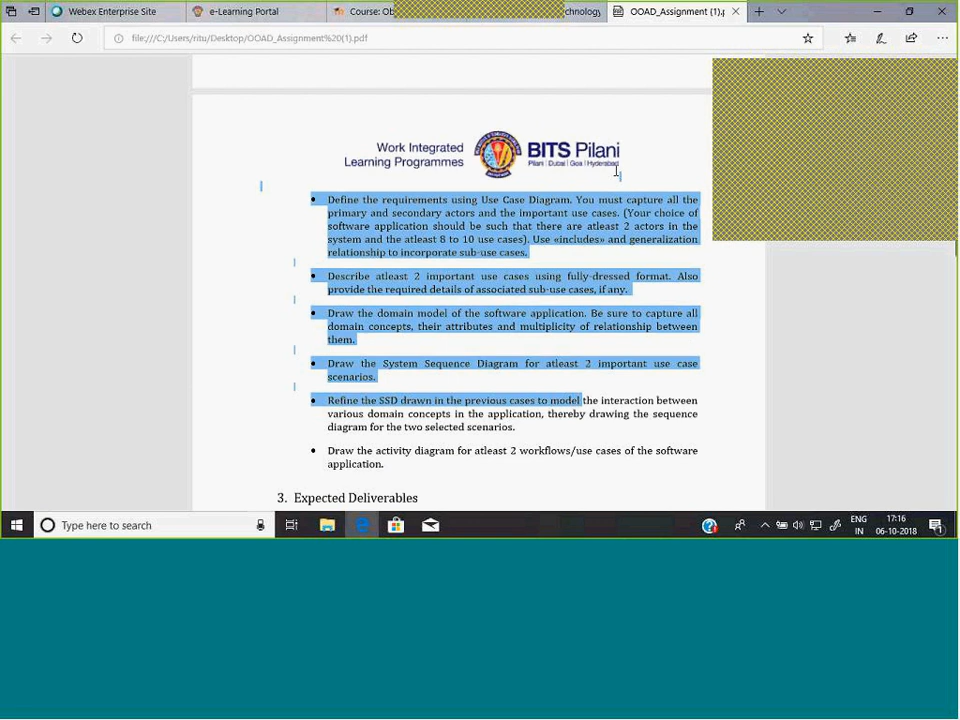 Webex Enterprise Site
e-Learning Portal
Course: Ob
chnology
OOAD_Assignment (1).p
file:///C:/Users/ritu/Desktop/OOAD_Assignment%20(1).pdf
Work Integrated
Learning Programmes
BITS Pilani
Pilani | Dubai | Goa | Hyderabad
• Define the requirements using Use Case Diagram. You must capture all the
primary and secondary actors and the important use cases. (Your choice of
software application should be such that there are atleast 2 actors in the
system and the atleast 8 to 10 use cases). Use «includes» and generalization
relationship to incorporate sub-use cases.
• Describe atleast 2 important use cases using fully-dressed format. Also
provide the required details of associated sub-use cases, if any.
• Draw the domain model of the software application. Be sure to capture all
domain concepts, their attributes and multiplicity of relationship between
them.
• Draw the System Sequence Diagram for atleast 2 important use case
scenarios.
• Refine the SSD drawn in the previous cases to model the interaction between
various domain concepts in the application, thereby drawing the sequence
diagram for the two selected scenarios.
• Draw the activity diagram for atleast 2 workflows/use cases of the software
application.
3. Expected Deliverables
Type here to search
ENG
IN
17:16
06-10-2018
1